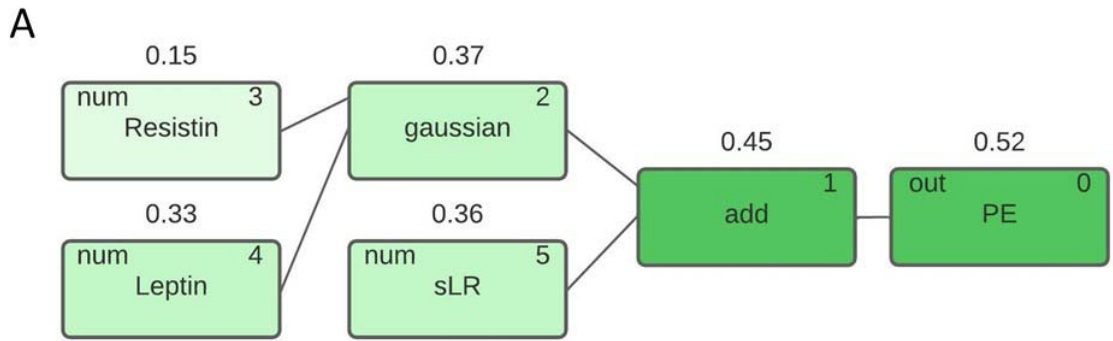 A
0.15
0.37
num 3
Resistin
2
gaussian
0.45
0.52
1
add
out 0
PE
0.33
0.36
num 4
Leptin
num 5
sLR